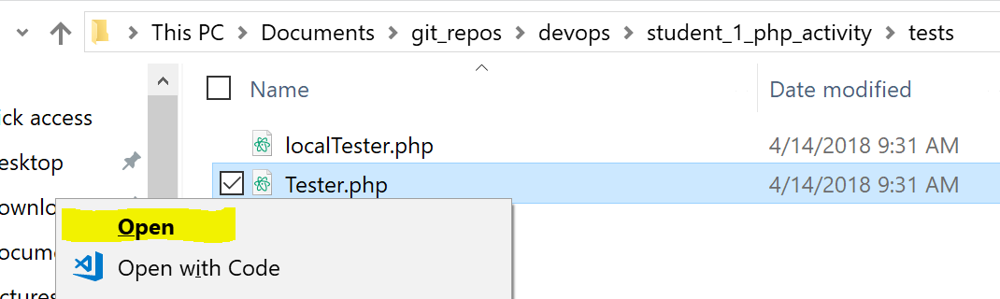 This PC > Documents > git_repos > devops > student_1_php_activity > tests
Name Date modified
ick access
localTester.php 4/14/2018 9:31 AM
esktop
Tester.php 4/14/2018 9:31 AM
ownlo
Open
ocum
Open with Code
ctures